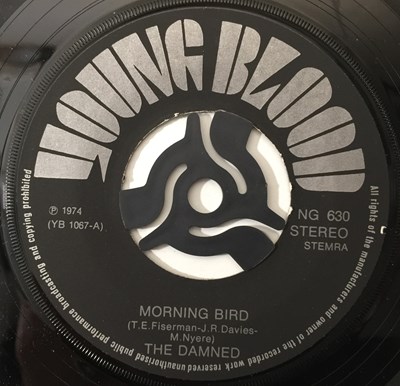 YOUNG BLOOD
℗ 1974
(YB 1067-A)
NG 630
STEREO
STEMRA
MORNING BIRD
(T.E.Fiserman-J.R.Davies-
M.Nyere)
THE DAMNED
All rights of the manufacturers and owner of the recorded work reserved unauthorised public performance broadcasting and copying prohibited